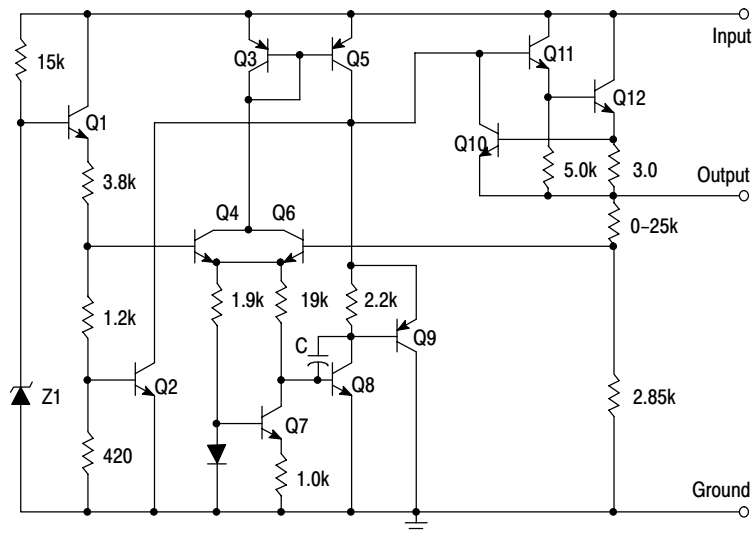 Input
15k
Q3
Q5
Q11
Q12
Q1
Q10
3.8k
5.0k
3.0
Output
Q4
Q6
0–25k
1.2k
1.9k
19k
2.2k
C
Q9
Z1
Q2
Q8
2.85k
Q7
420
1.0k
Ground